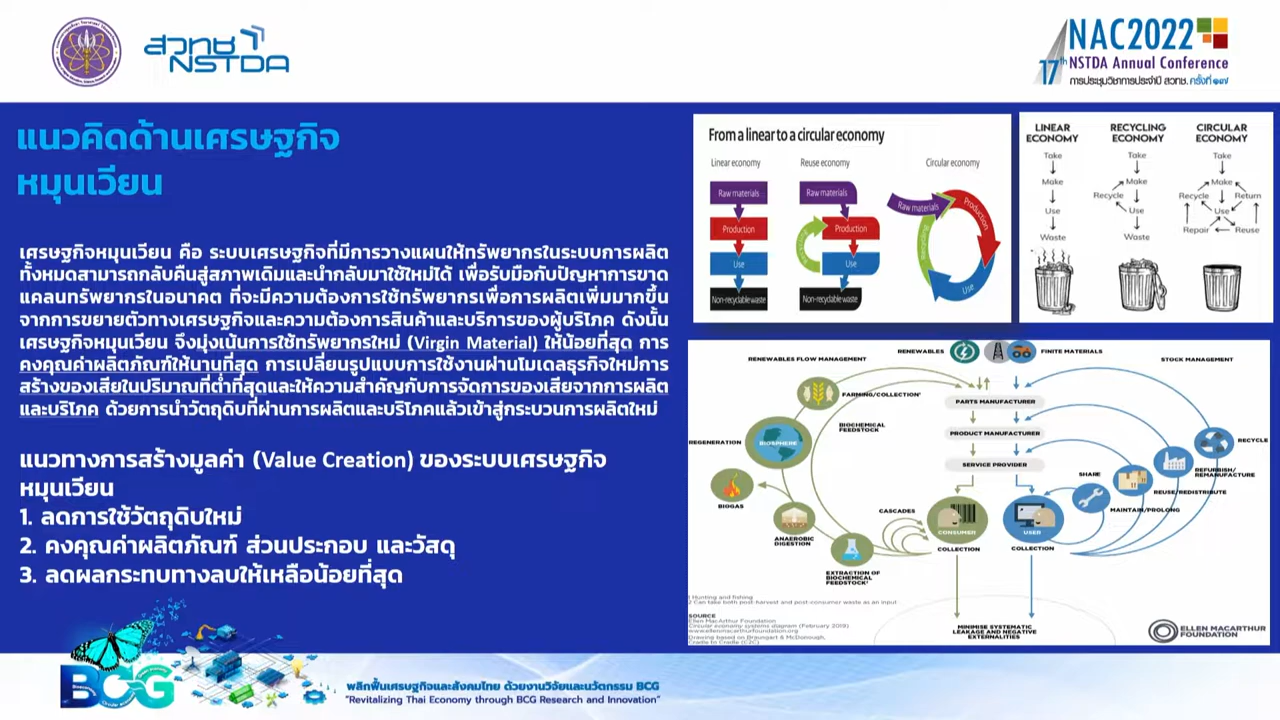 สวทช
NSTDA
NAC2022
17th NSTDA Annual Conference
การประชุมวิชาการประจำปี สวทช. ครั้งที่ ๑๗
แนวคิดด้านเศรษฐกิจ
หมุนเวียน
เศรษฐกิจหมุนเวียน คือ ระบบเศรษฐกิจที่มีการวางแผนให้ทรัพยากรในระบบการผลิต
ทั้งหมดสามารถกลับคืนสู่สภาพเดิมและนำกลับมาใช้ใหม่ได้ เพื่อรับมือกับปัญหาการขาด
แคลนทรัพยากรในอนาคต ที่จะมีความต้องการใช้ทรัพยากรเพื่อการผลิตเพิ่มมากขึ้น
จากการขยายตัวทางเศรษฐกิจและความต้องการสินค้าและบริการของผู้บริโภค ดังนั้น
เศรษฐกิจหมุนเวียน จึงมุ่งเน้นการใช้ทรัพยากรใหม่ (Virgin Material) ให้น้อยที่สุด การ
คงคุณค่าผลิตภัณฑ์ให้นานที่สุด การเปลี่ยนรูปแบบการใช้งานผ่านโมเดลธุรกิจใหม่การ
สร้างของเสียในปริมาณที่ต่ำที่สุดและให้ความสำคัญกับการจัดการของเสียจากการผลิต
และบริโภค ด้วยการนำวัตถุดิบที่ผ่านการผลิตและบริโภคแล้วเข้าสู่กระบวนการผลิตใหม่
แนวทางการสร้างมูลค่า (Value Creation) ของระบบเศรษฐกิจ
หมุนเวียน
1. ลดการใช้วัตถุดิบใหม่
2. คงคุณค่าผลิตภัณฑ์ ส่วนประกอบ และวัสดุ
3. ลดผลกระทบทางลบให้เหลือน้อยที่สุด
From a linear to a circular economy
Linear economy
Raw materials
Production
Use
Non-recyclable waste
Reuse economy
Raw materials
Production
Recycling
Use
Non-recyclable waste
Circular economy
Raw materials
Production
Recycling
Use
LINEAR
ECONOMY
Take
Make
Use
Waste
RECYCLING
ECONOMY
Take
Make
Recycle
Use
Waste
CIRCULAR
ECONOMY
Take
Make
Recycle
Return
Use
Repair
Reuse
RENEWABLES FLOW MANAGEMENT
RENEWABLES
FINITE MATERIALS
STOCK MANAGEMENT
FARMING/COLLECTION¹
PARTS MANUFACTURER
BIOCHEMICAL
FEEDSTOCK
PRODUCT MANUFACTURER
REGENERATION
BIOSPHERE
RECYCLE
SERVICE PROVIDER
SHARE
REFURBISH/
REMANUFACTURE
REUSE/REDISTRIBUTE
BIOGAS
CASCADES
MAINTAIN/PROLONG
CONSUMER
USER
ANAEROBIC
DIGESTION
COLLECTION
COLLECTION
EXTRACTION OF
BIOCHEMICAL
FEEDSTOCK²
1 Hunting and fishing
2 Can take both post-harvest and post-consumer waste as an input
SOURCE
Ellen MacArthur Foundation
Circular economy systems diagram (February 2019)
www.ellenmacarthurfoundation.org
Drawing based on Braungart & McDonough,
Cradle to Cradle (C2C)
MINIMISE SYSTEMATIC
LEAKAGE AND NEGATIVE
EXTERNALITIES
ELLEN MACARTHUR
FOUNDATION
BCG
พลิกฟื้นเศรษฐกิจและสังคมไทย ด้วยงานวิจัยและนวัตกรรม BCG
"Revitalizing Thai Economy through BCG Research and Innovation"